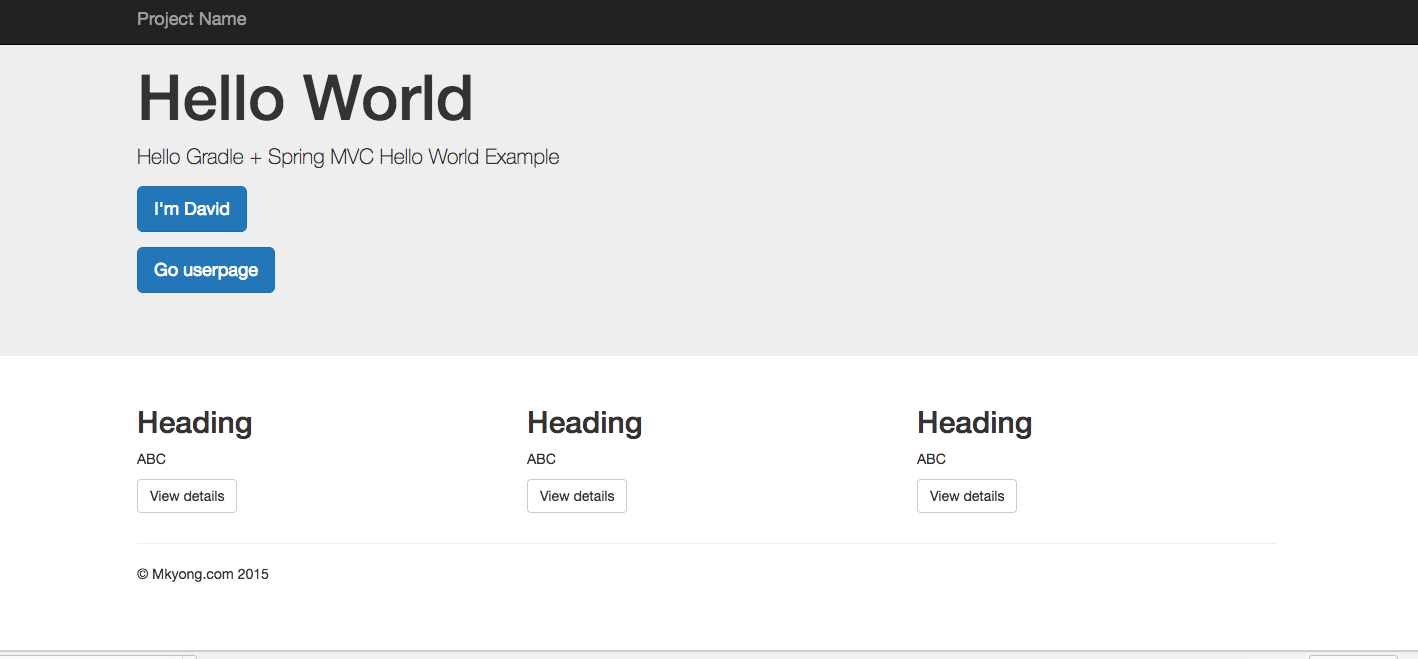 Project Name
Hello World
Hello Gradle + Spring MVC Hello World Example
I'm David
Go userpage
Heading
ABC
View details
Heading
ABC
View details
Heading
ABC
View details
© Mkyong.com 2015